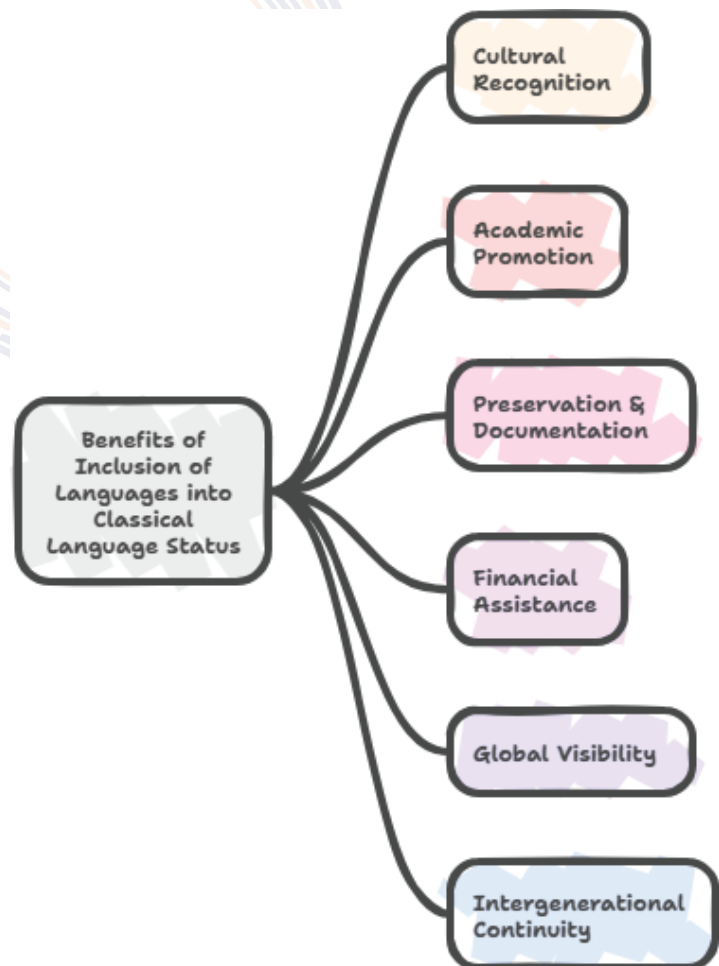 Cultural
Recognition
Academic
Promotion
Preservation &
Documentation
Benefits of
Inclusion of
Languages into
Classical
Language Status
Financial
Assistance
Global Visibility
Intergenerational
Continuity